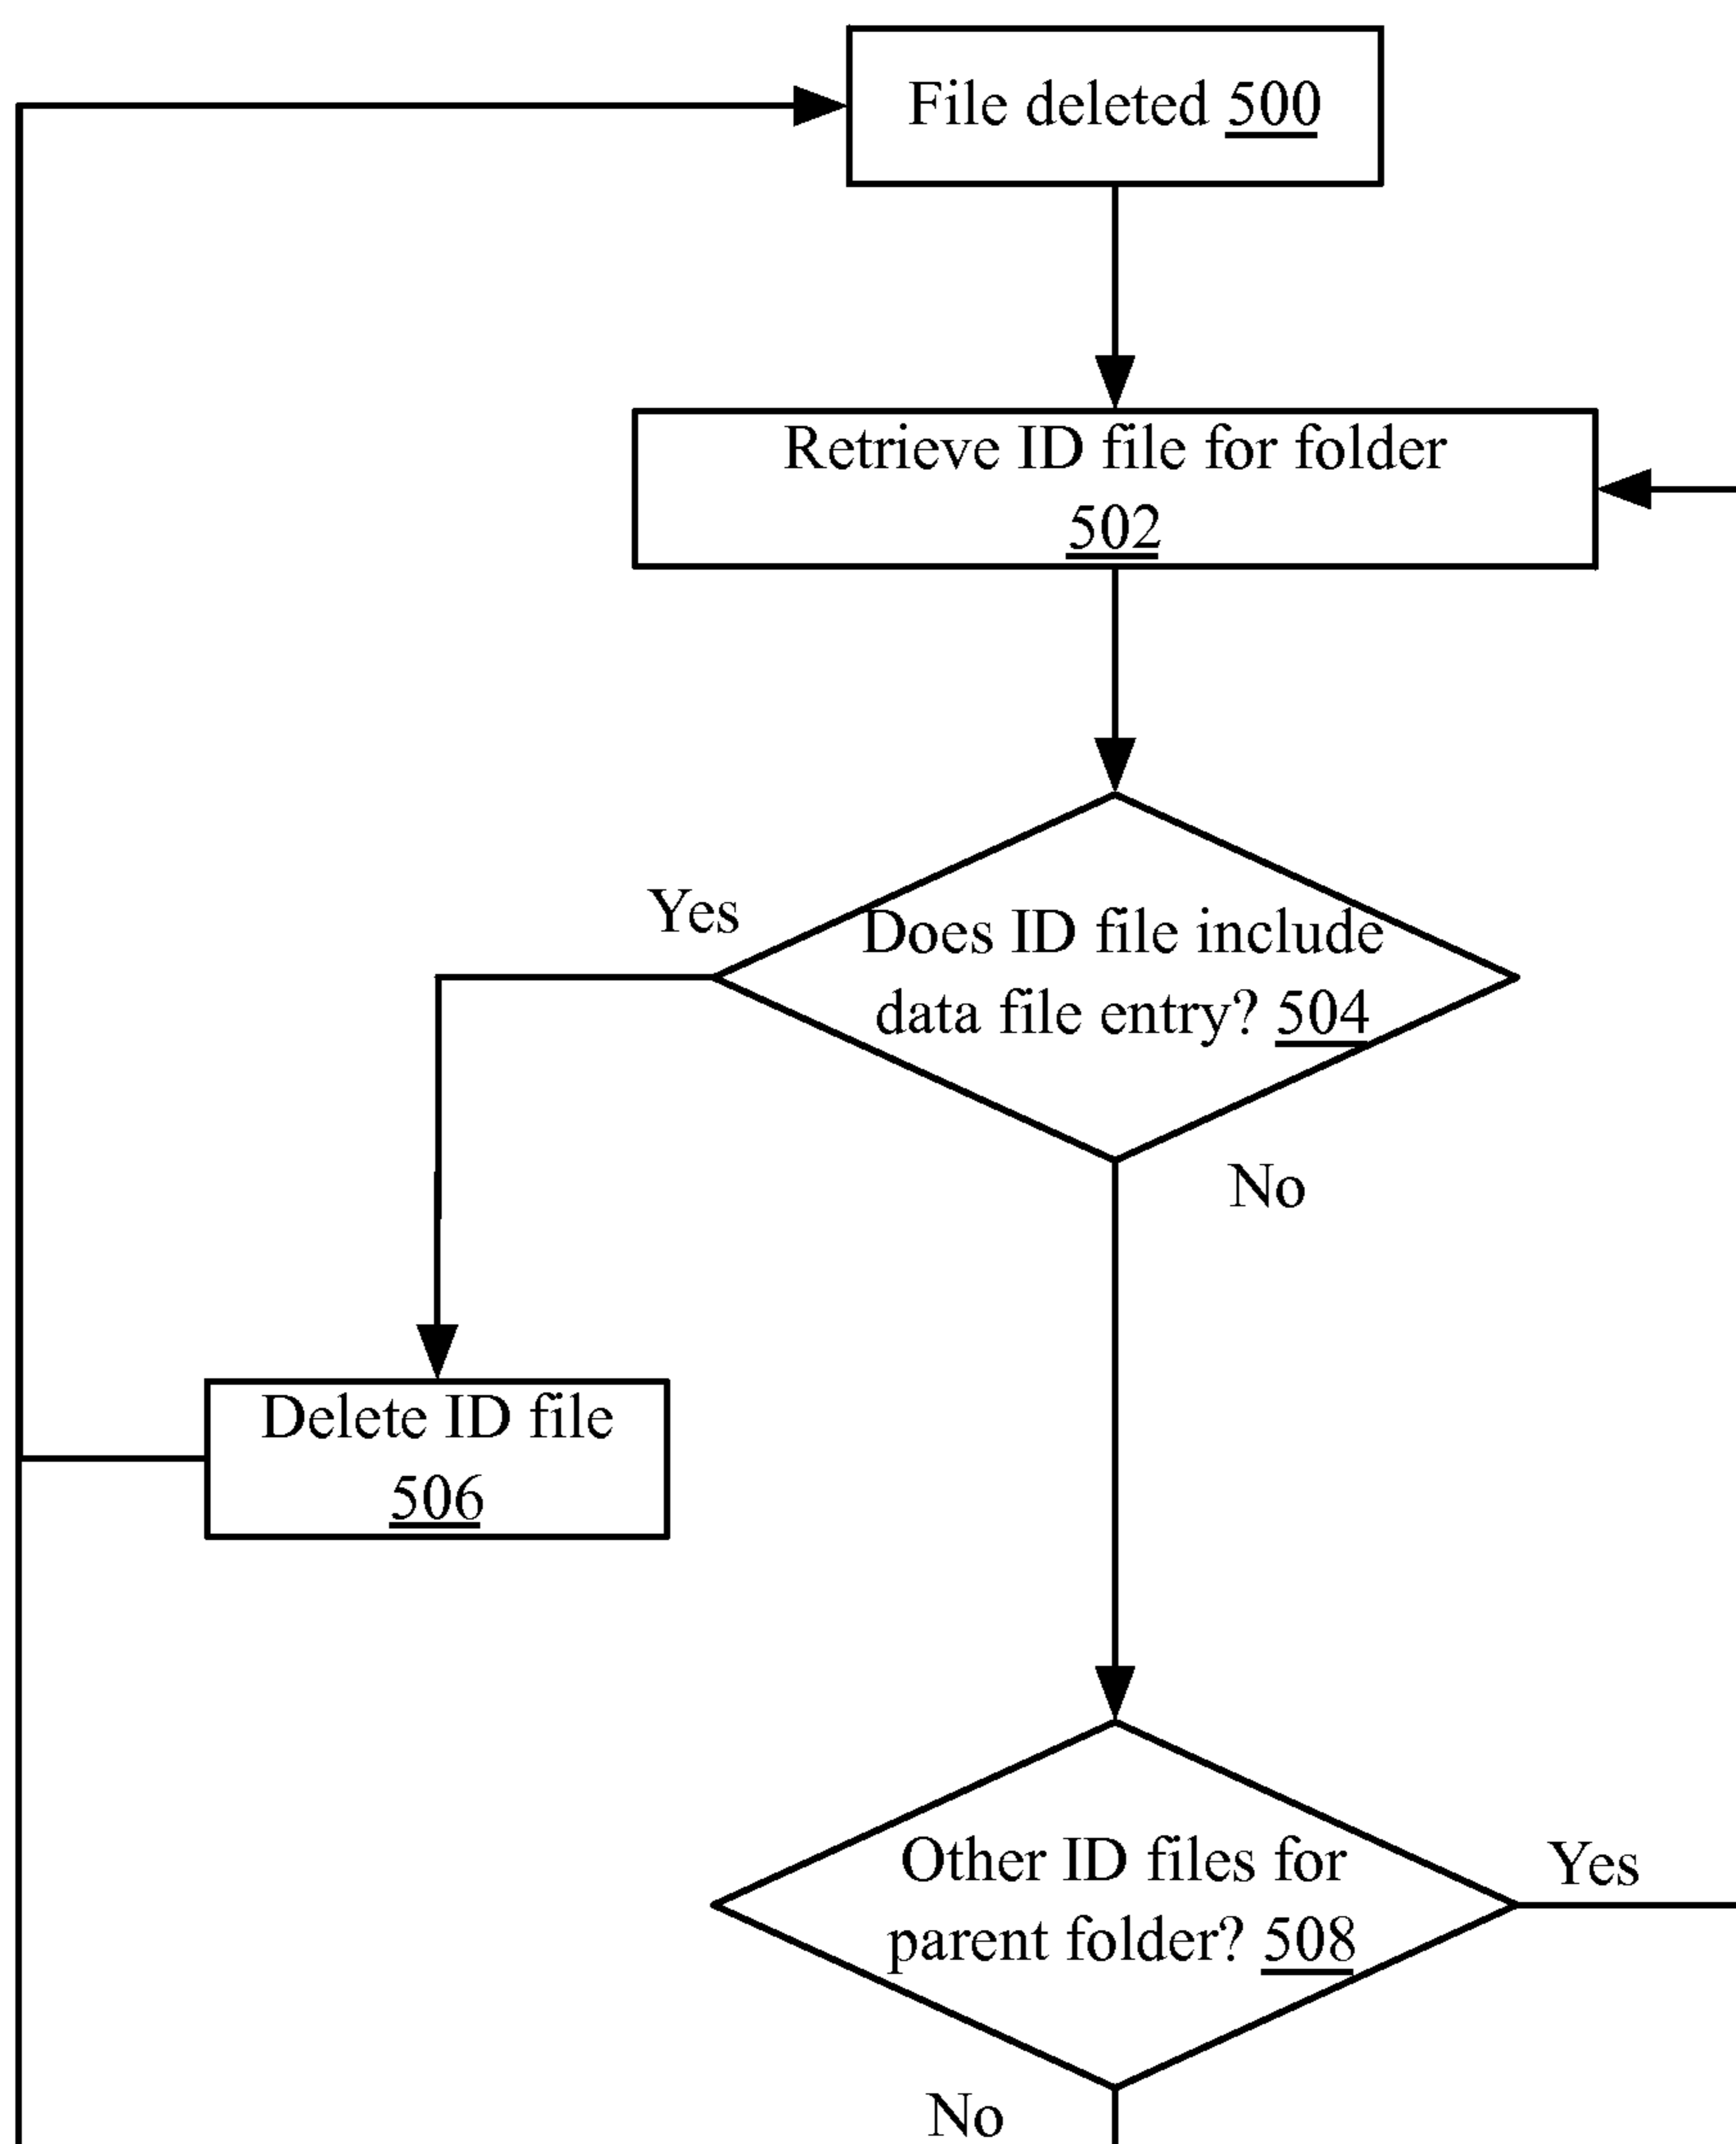 File deleted 500
Retrieve ID file for folder
502
Yes
Does ID file include
data file entry? 504
No
Delete ID file
506
Other ID files for
parent folder? 508
Yes
No